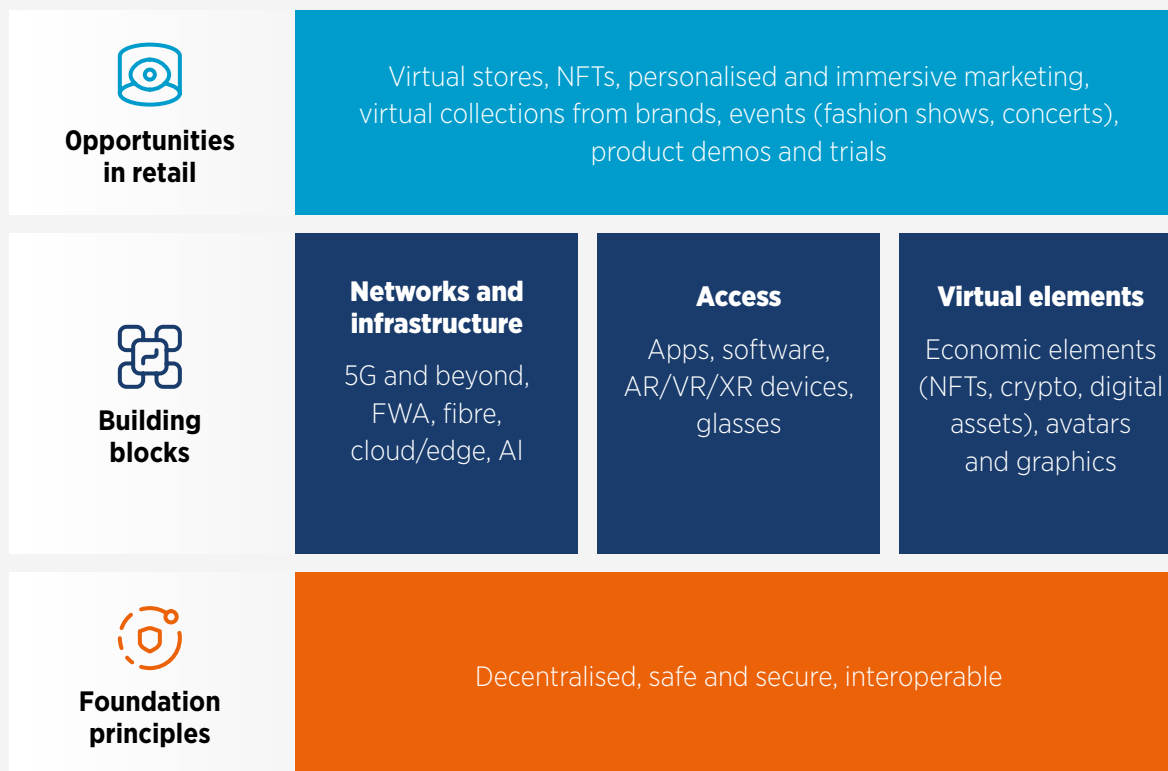 Opportunities
in retail
Virtual stores, NFTs, personalised and immersive marketing,
virtual collections from brands, events (fashion shows, concerts),
product demos and trials
Building
blocks
Networks and
infrastructure
5G and beyond,
FWA, fibre,
cloud/edge, AI
Access
Apps, software,
AR/VR/XR devices,
glasses
Virtual elements
Economic elements
(NFTs, crypto, digital
assets), avatars
and graphics
Foundation
principles
Decentralised, safe and secure, interoperable